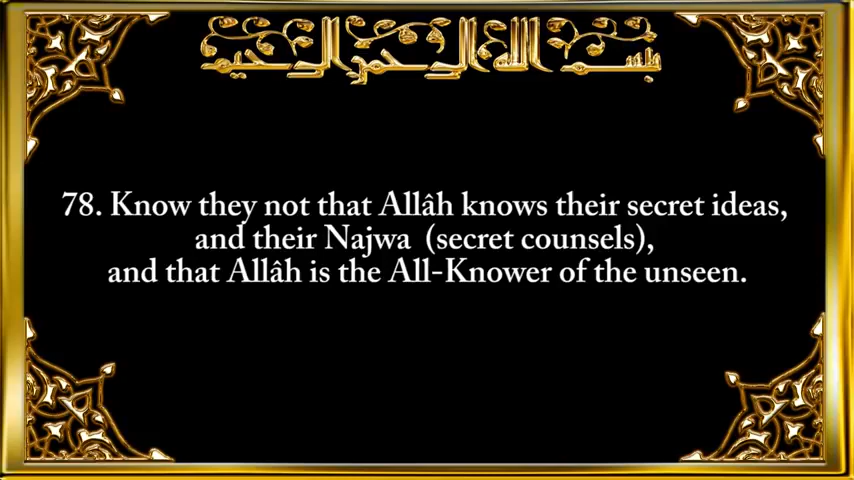 بسم الله الرحمن الرحيم
78. Know they not that Allâh knows their secret ideas,
and their Najwa (secret counsels),
and that Allâh is the All-Knower of the unseen.